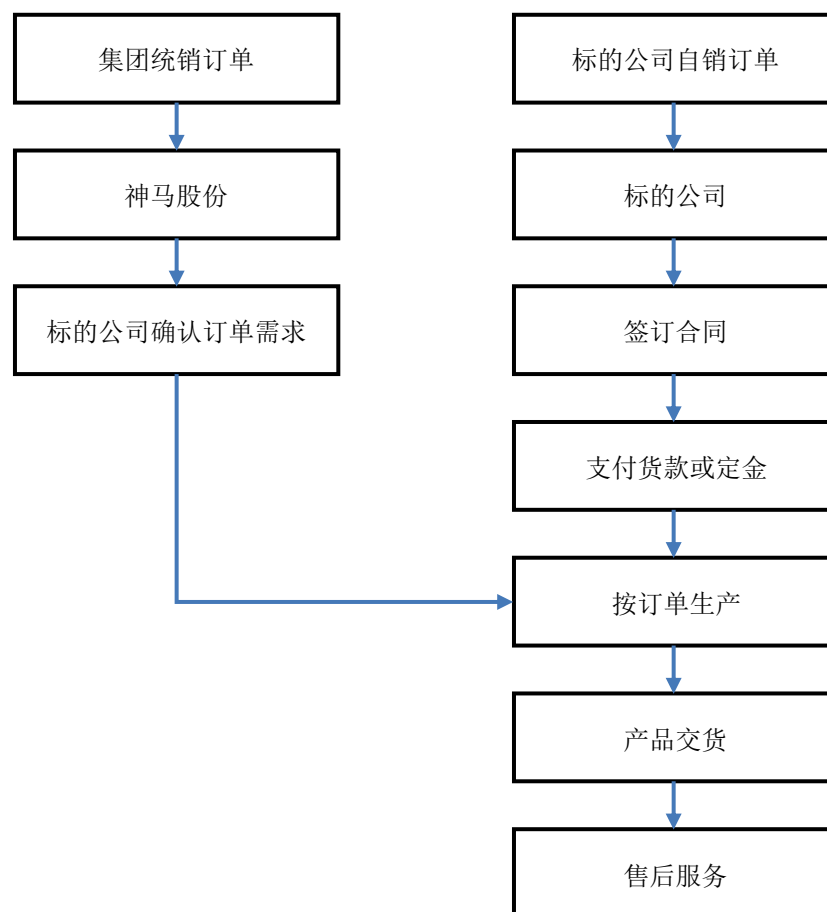 集团统销订单
神马股份
标的公司确认订单需求
标的公司自销订单
标的公司
签订合同
支付货款或定金
按订单生产
产品交货
售后服务